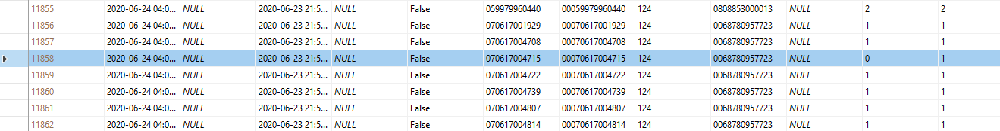 11855 2020-06-24 04:0... NULL 2020-06-23 21:5... NULL False 059979960440 00059979960440 124 0808853000013 NULL 2 2
11856 2020-06-24 04:0... NULL 2020-06-23 21:5... NULL False 070617001929 00070617001929 124 0068780957723 NULL 1 1
11857 2020-06-24 04:0... NULL 2020-06-23 21:5... NULL False 070617004708 00070617004708 124 0068780957723 NULL 1 1
11858 2020-06-24 04:0... NULL 2020-06-23 21:5... NULL False 070617004715 00070617004715 124 0068780957723 NULL 0 1
11859 2020-06-24 04:0... NULL 2020-06-23 21:5... NULL False 070617004722 00070617004722 124 0068780957723 NULL 1 1
11860 2020-06-24 04:0... NULL 2020-06-23 21:5... NULL False 070617004739 00070617004739 124 0068780957723 NULL 1 1
11861 2020-06-24 04:0... NULL 2020-06-23 21:5... NULL False 070617004807 00070617004807 124 0068780957723 NULL 1 1
11862 2020-06-24 04:0... NULL 2020-06-23 21:5... NULL False 070617004814 00070617004814 124 0068780957723 NULL 1 1